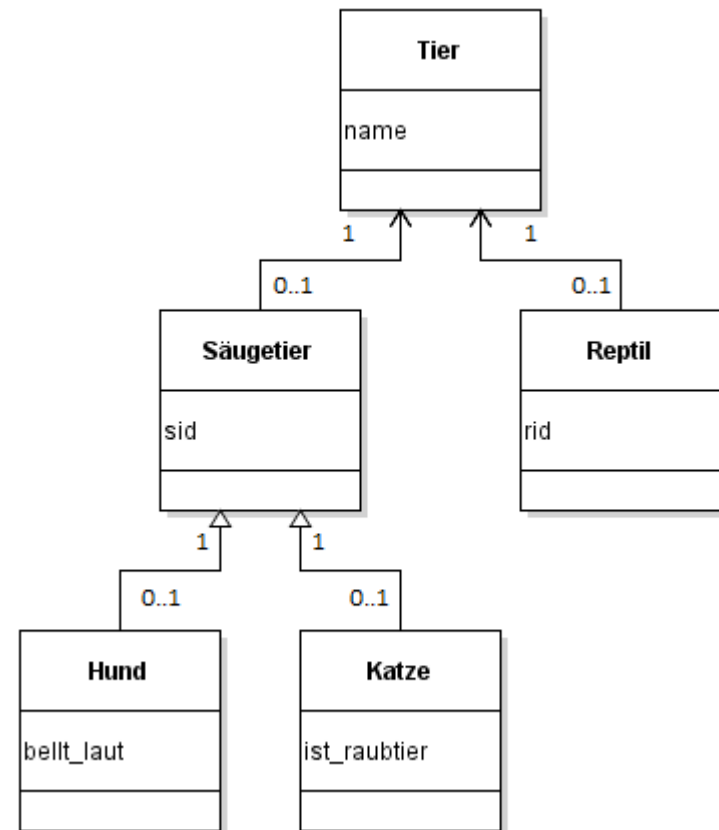 Tier
name
1 1
0..1 0..1
Säugetier Reptil
sid rid
1 1
0..1 0..1
Hund Katze
bellt_laut ist_raubtier